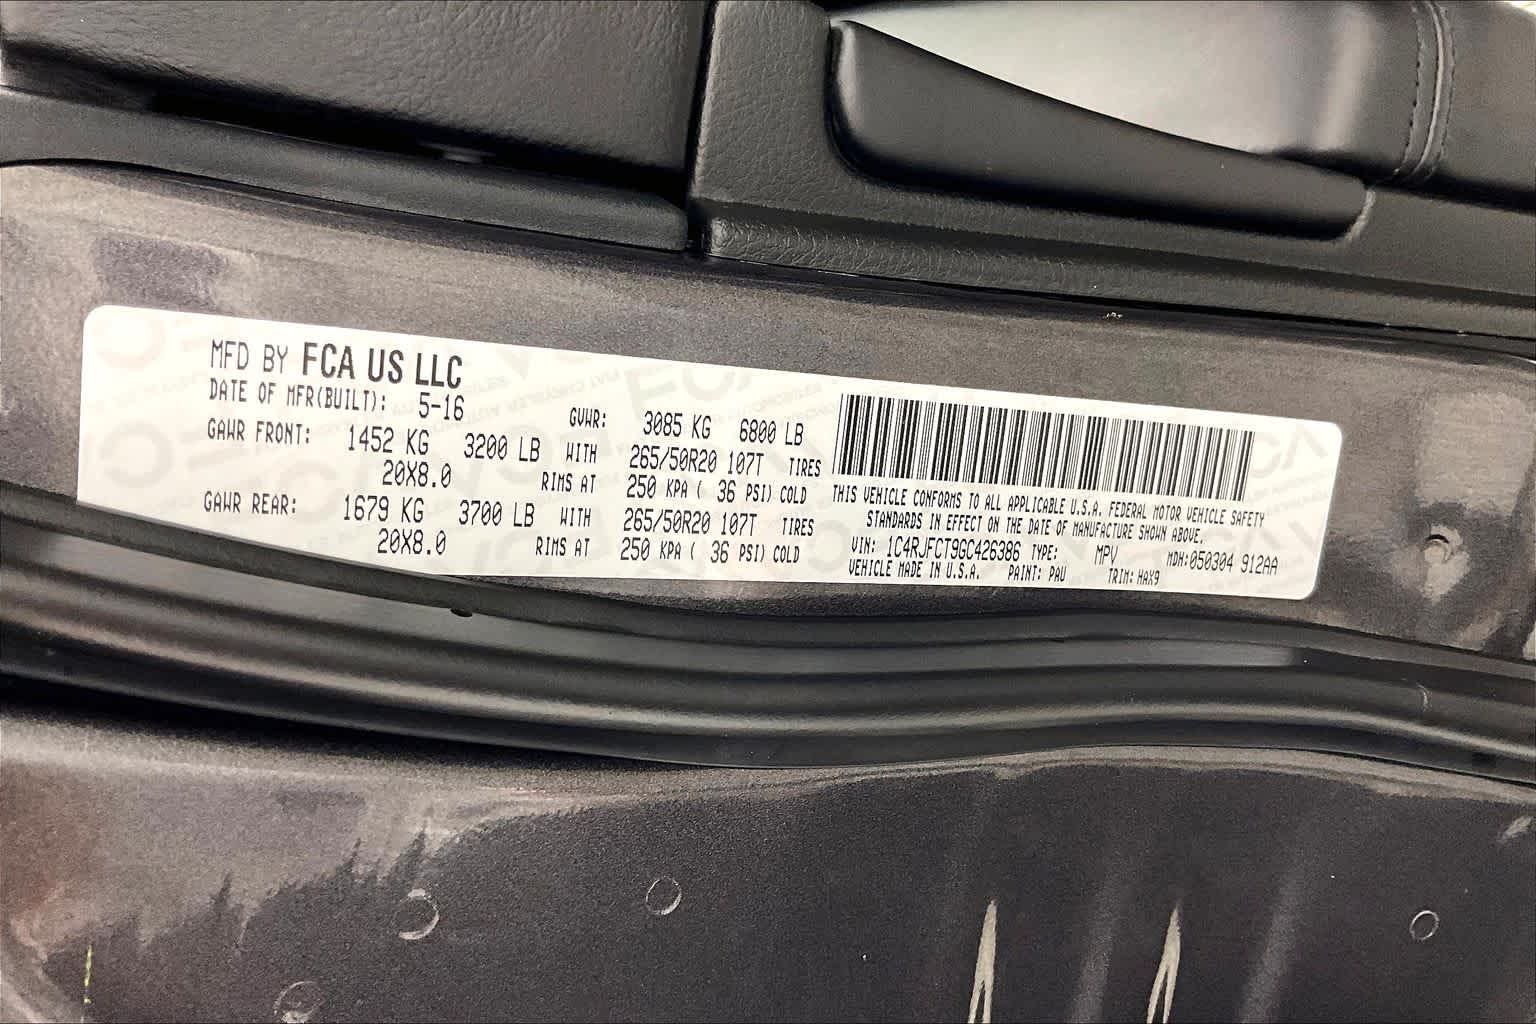 MFD BY FCA US LLC
DATE OF MFR(BUILT): 5-16
GVWR: 3085 KG 6800 LB
GAWR FRONT: 1452 KG 3200 LB WITH 265/50R20 107T TIRES
20X8.0 RIMS AT 250 KPA ( 36 PSI) COLD
GAWR REAR: 1679 KG 3700 LB WITH 265/50R20 107T TIRES
20X8.0 RIMS AT 250 KPA ( 36 PSI) COLD
THIS VEHICLE CONFORMS TO ALL APPLICABLE U.S.A. FEDERAL MOTOR VEHICLE SAFETY
STANDARDS IN EFFECT ON THE DATE OF MANUFACTURE SHOWN ABOVE.
VIN: 1C4RJFCT9GC426386 TYPE: MPV MDH:050304 912AA
VEHICLE MADE IN U.S.A. PAINT: PAU TRIM: HAX9